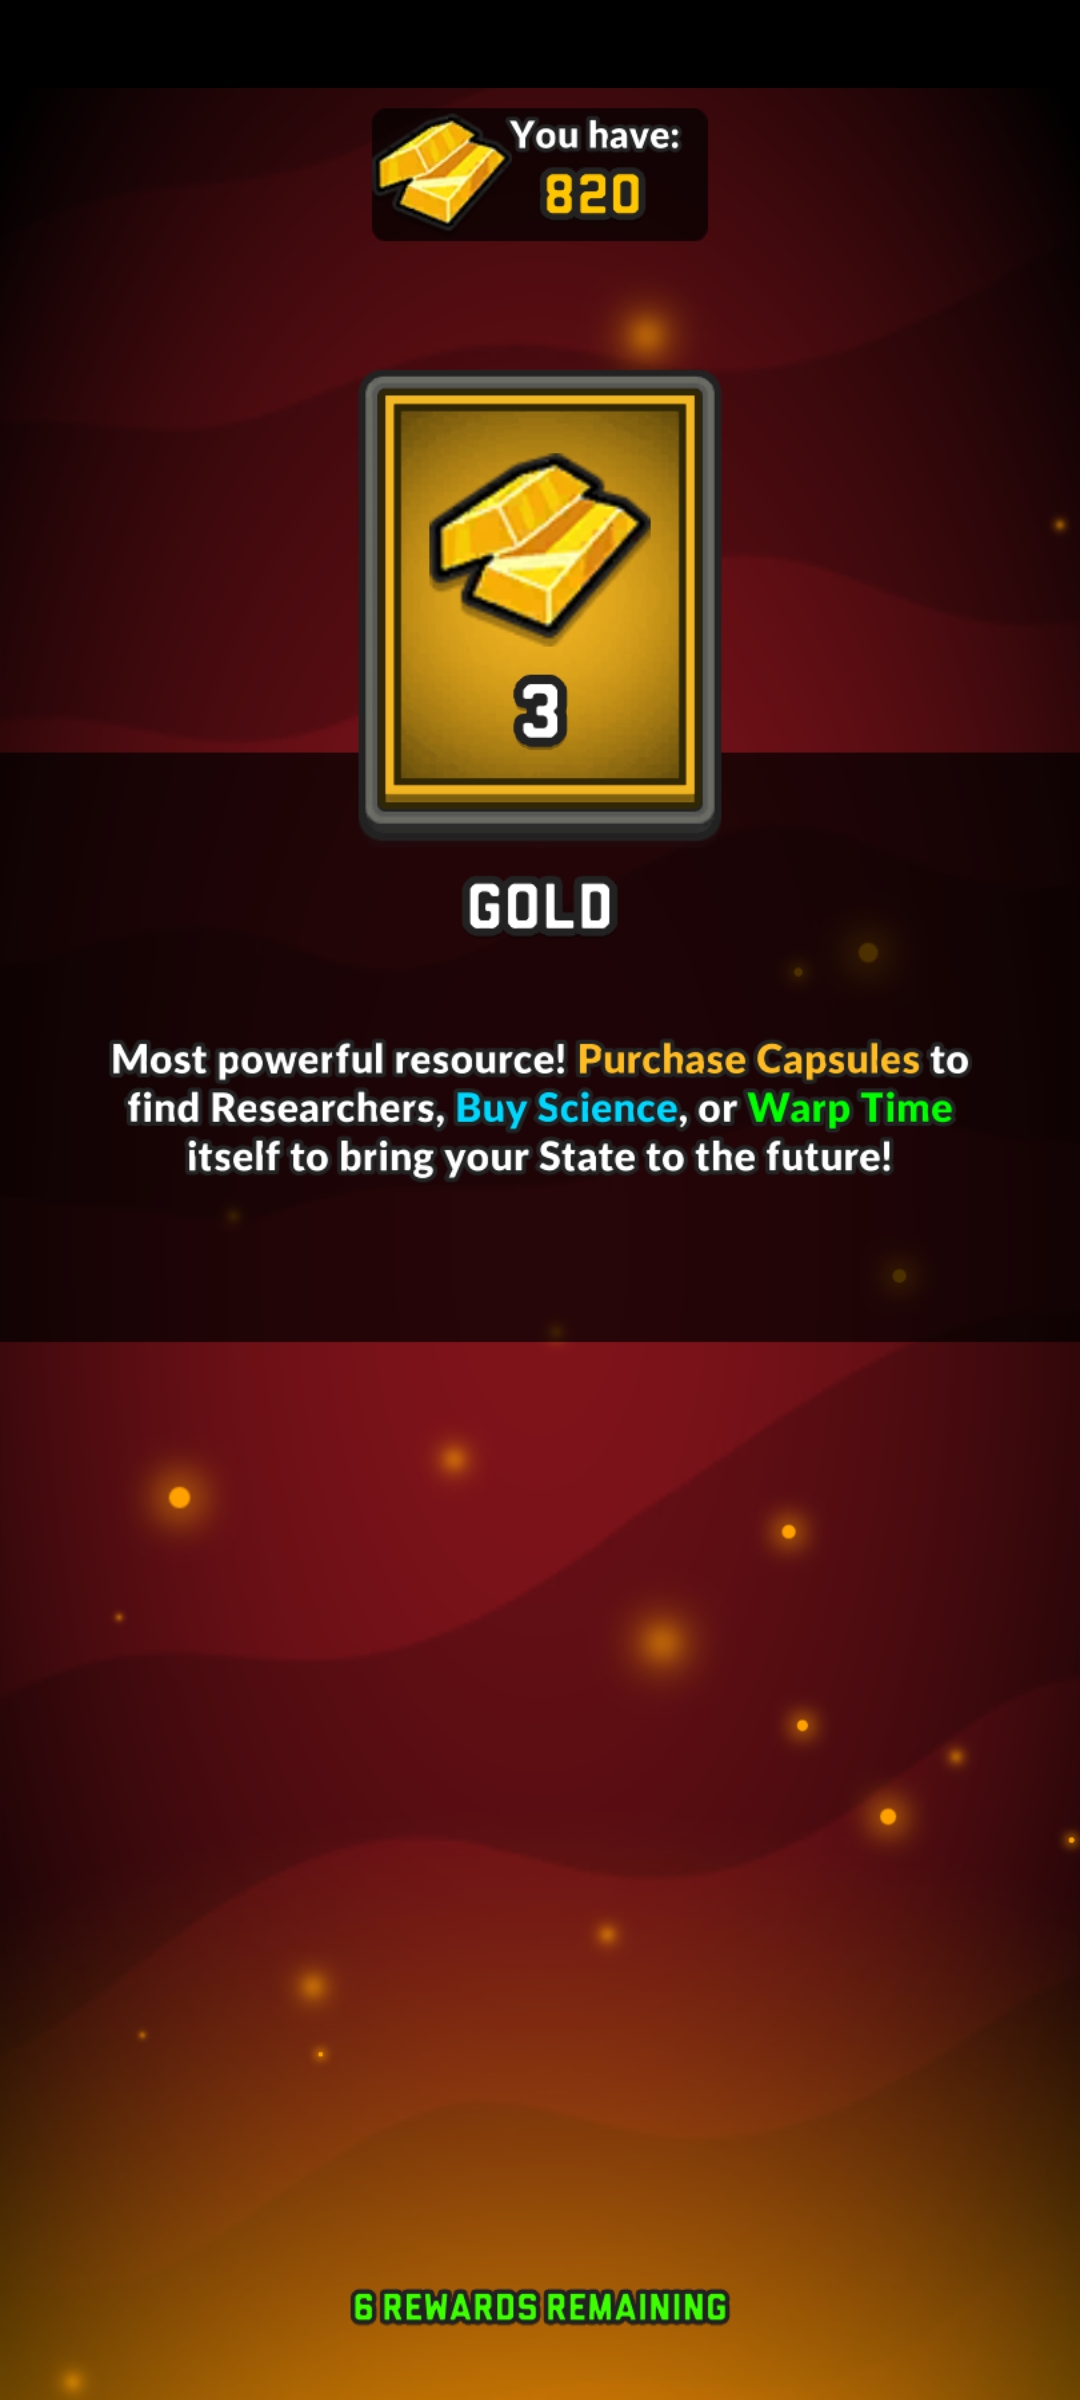 You have:
820
3
GOLD
Most powerful resource! Purchase Capsules to
find Researchers, Buy Science, or Warp Time
itself to bring your State to the future!
6 REWARDS REMAINING